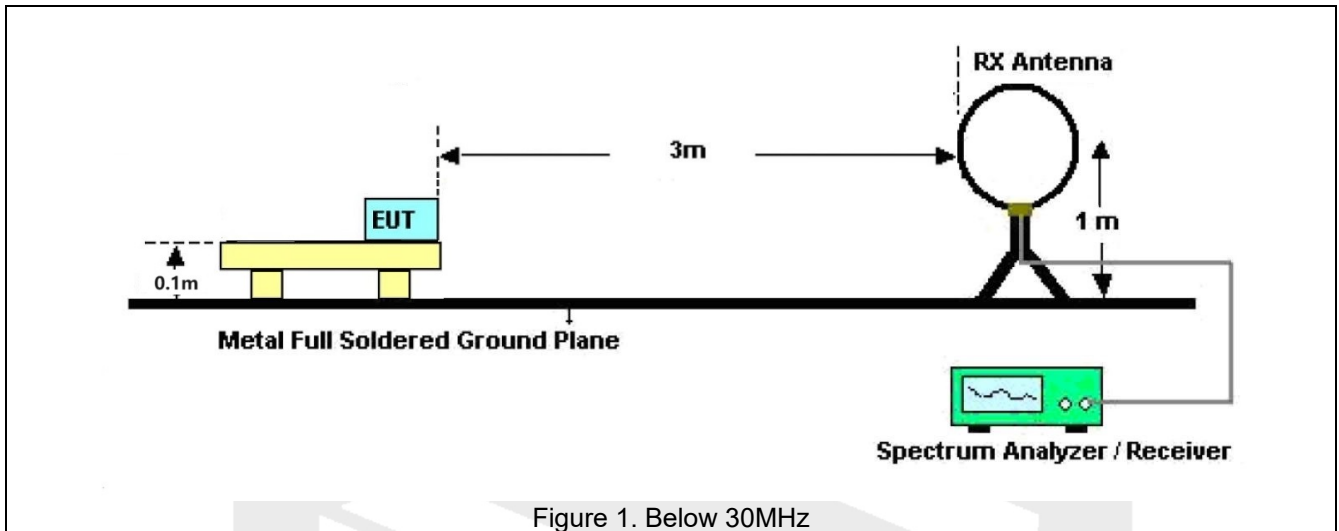 RX Antenna
3m
EUT
1 m
0.1m
Metal Full Soldered Ground Plane
Spectrum Analyzer / Receiver
Figure 1. Below 30MHz